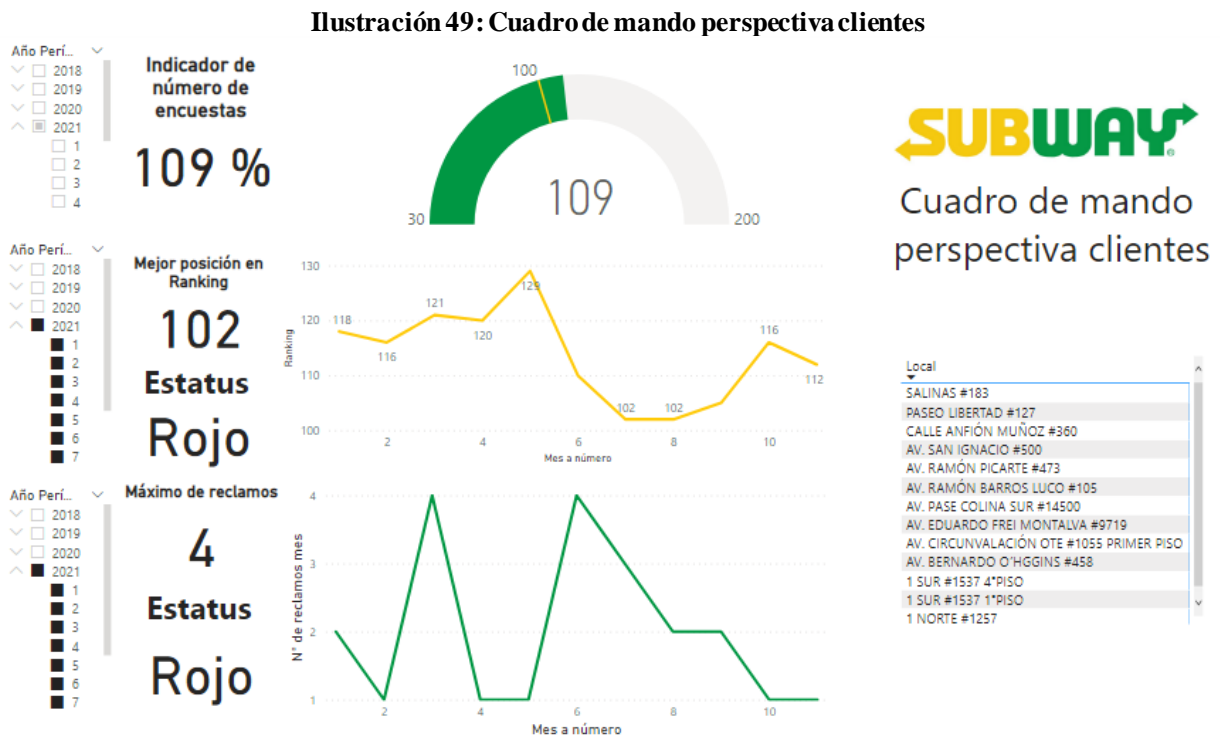 Ilustración 49: Cuadro de mando perspectiva clientes
Año Perí...
2018
2019
2020
2021
1
2
3
4
Indicador de
número de
encuestas
109 %
100
109
30
200
SUBWAY
Cuadro de mando
perspectiva clientes
Año Perí...
2018
2019
2020
2021
1
2
3
4
5
6
7
Mejor posición en
Ranking
102
Estatus
Rojo
Ranking
130
120
110
100
118
116
121
120
129
102
102
116
112
2
4
6
8
10
Mes a número
Local
SALINAS #183
PASEO LIBERTAD #127
CALLE ANFIÓN MUÑOZ #360
AV. SAN IGNACIO #500
AV. RAMÓN PICARTE #473
AV. RAMÓN BARROS LUCO #105
AV. PASE COLINA SUR #14500
AV. EDUARDO FREI MONTALVA #9719
AV. CIRCUNVALACIÓN OTE #1055 PRIMER PISO
AV. BERNARDO O'HGGINS #458
1 SUR #1537 4°PISO
1 SUR #1537 1°PISO
1 NORTE #1257
Año Perí...
2018
2019
2020
2021
1
2
3
4
5
6
7
Máximo de reclamos
4
Estatus
Rojo
N° de reclamos mes
4
3
2
1
2
4
6
8
10
Mes a número